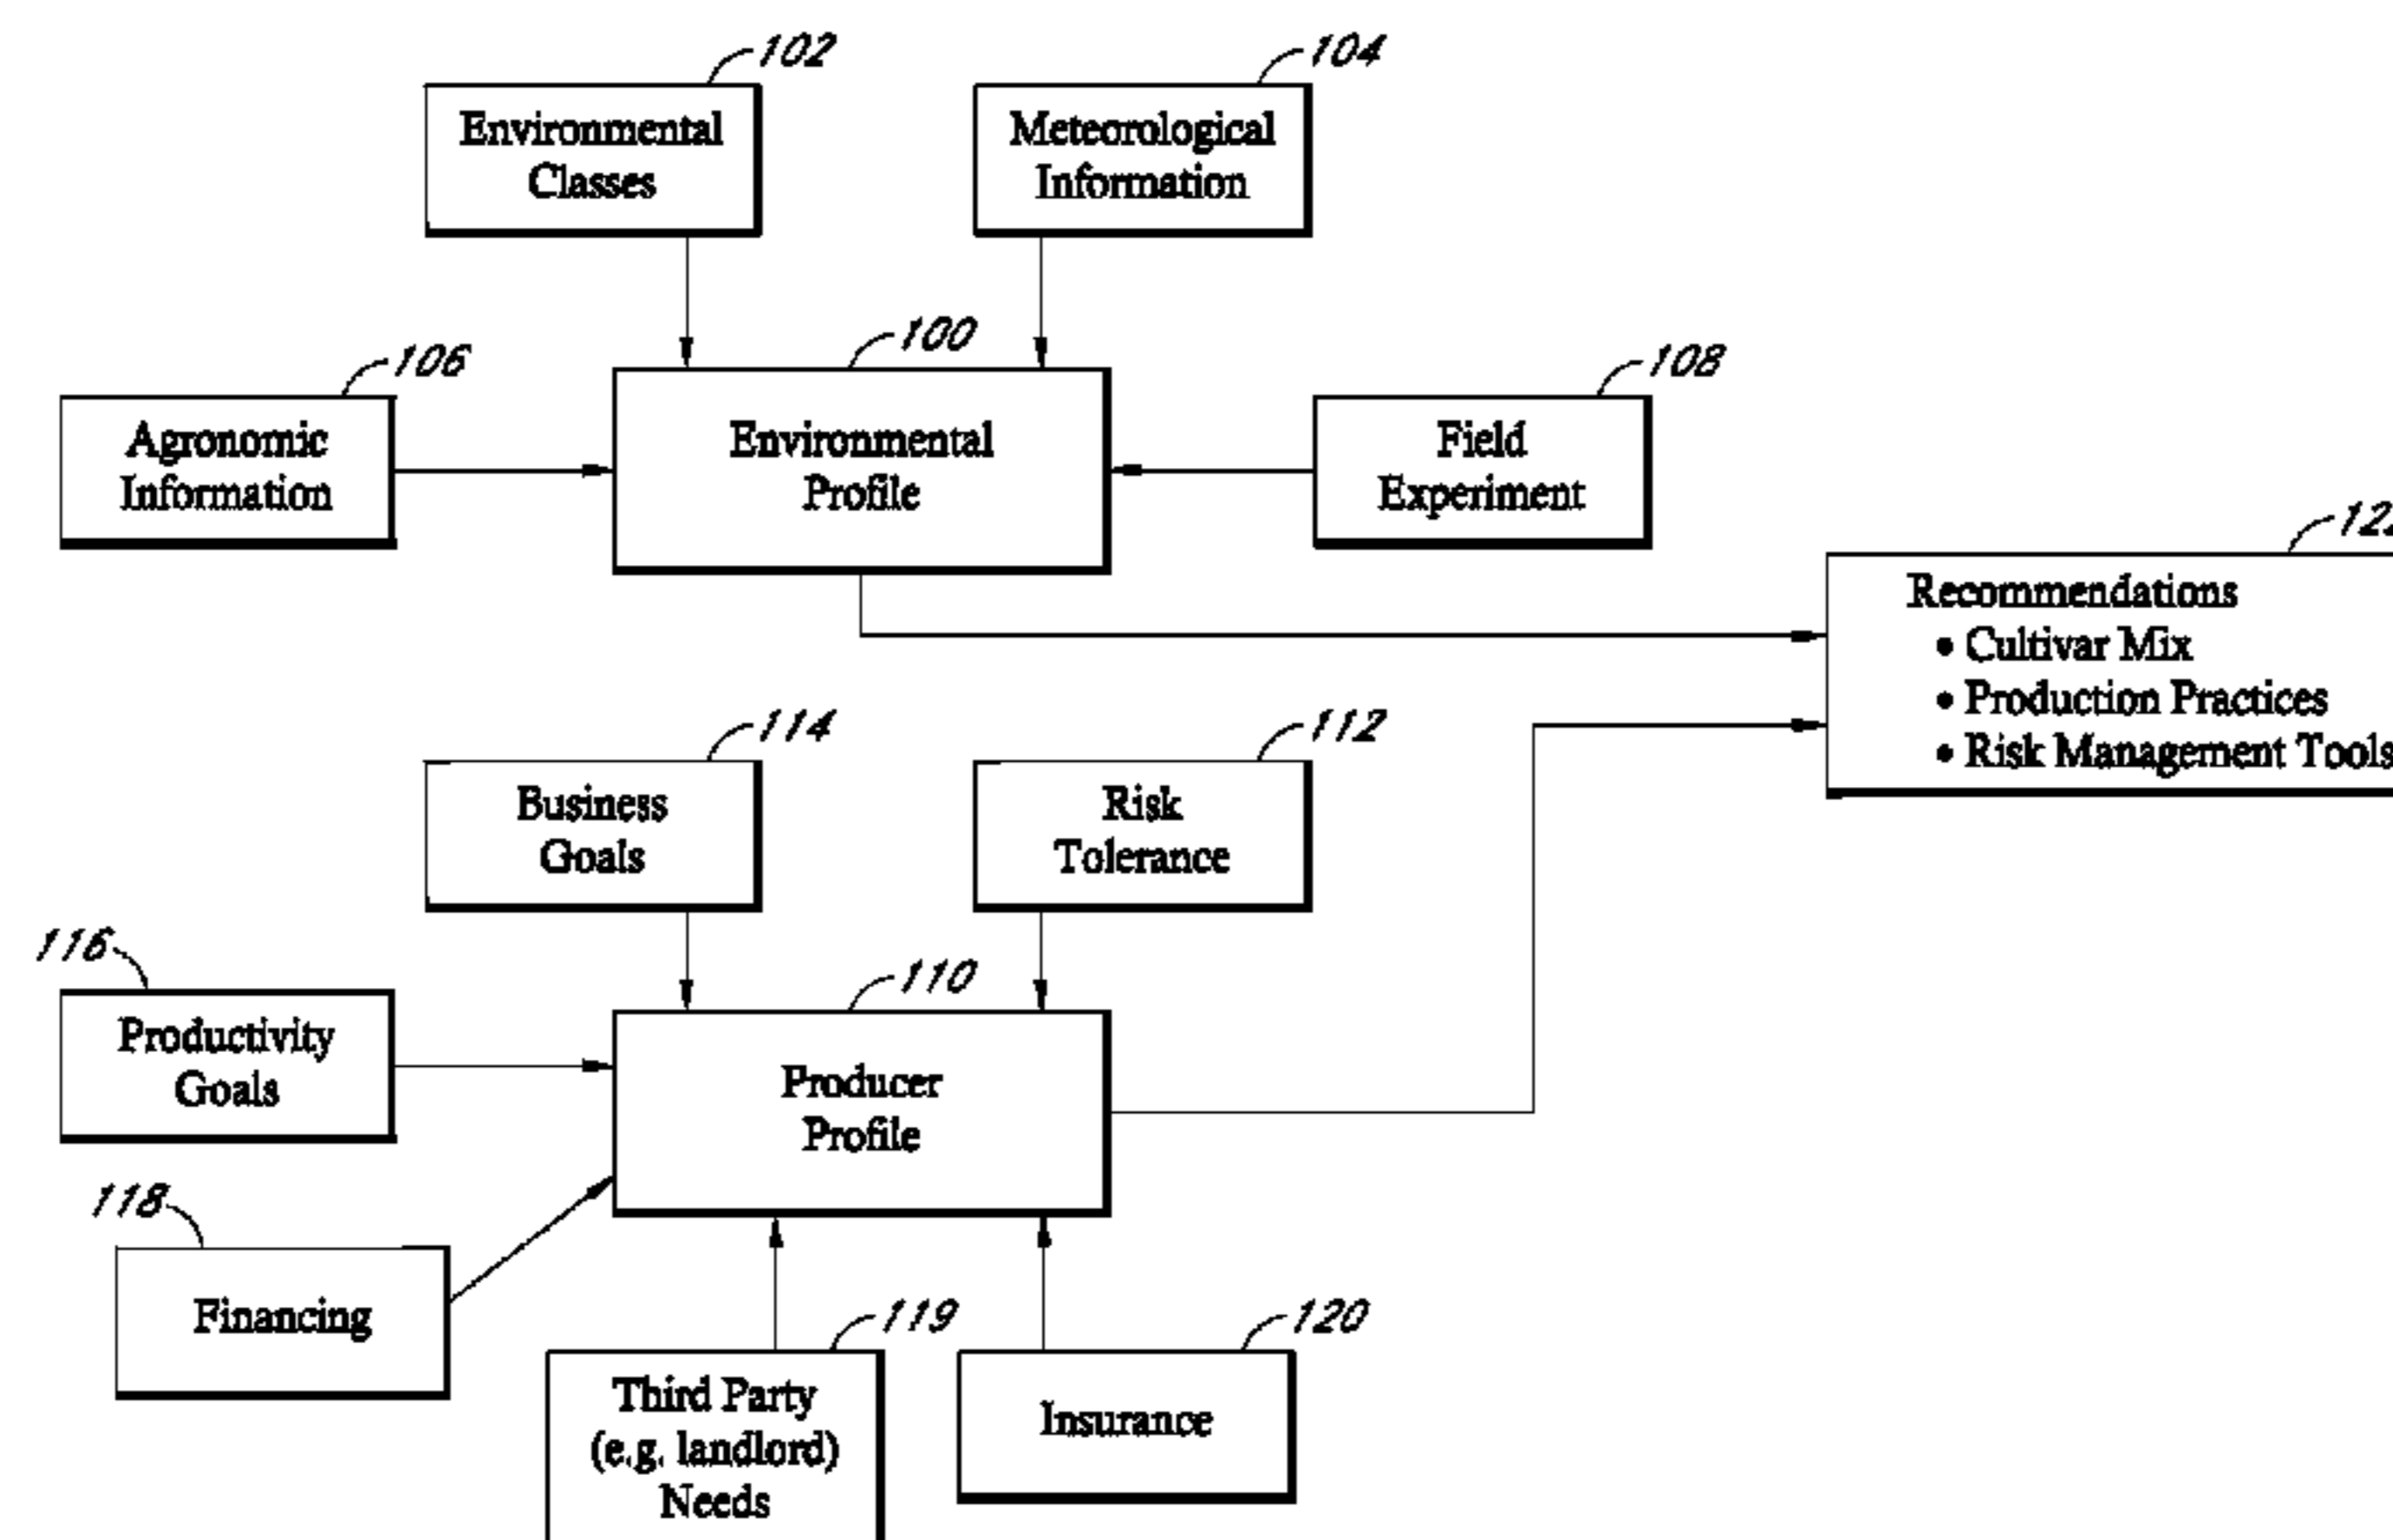 102
Environmental
Classes
104
Meteorological
Information
106
Agronomic
Information
100
Environmental
Profile
108
Field
Experiment
Recommendations
• Cultivar Mix
• Production Practices
• Risk Management Tools
114
Business
Goals
112
Risk
Tolerance
116
Productivity
Goals
110
Producer
Profile
118
Financing
119
Third Party
(e.g. landlord)
Needs
120
Insurance